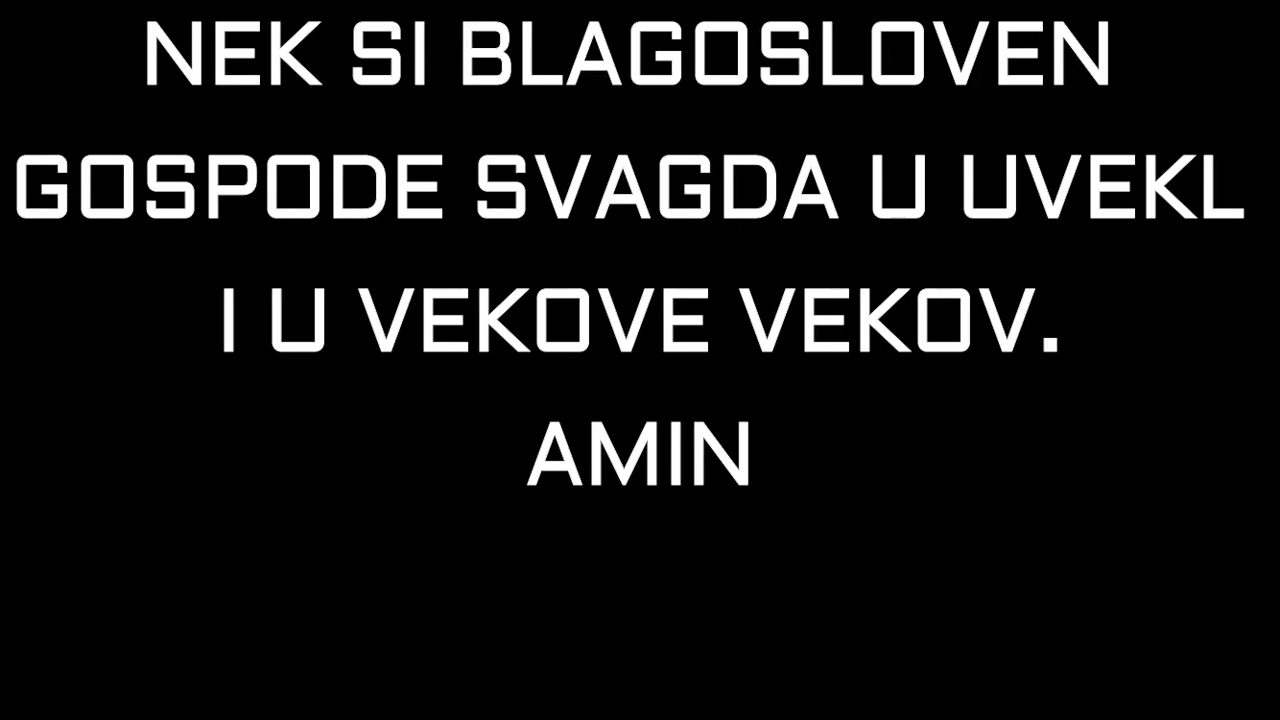 NEK SI BLAGOSLOVEN
GOSPODE SVAGDA U UVEKL
I U VEKOVE VEKOV.
AMIN